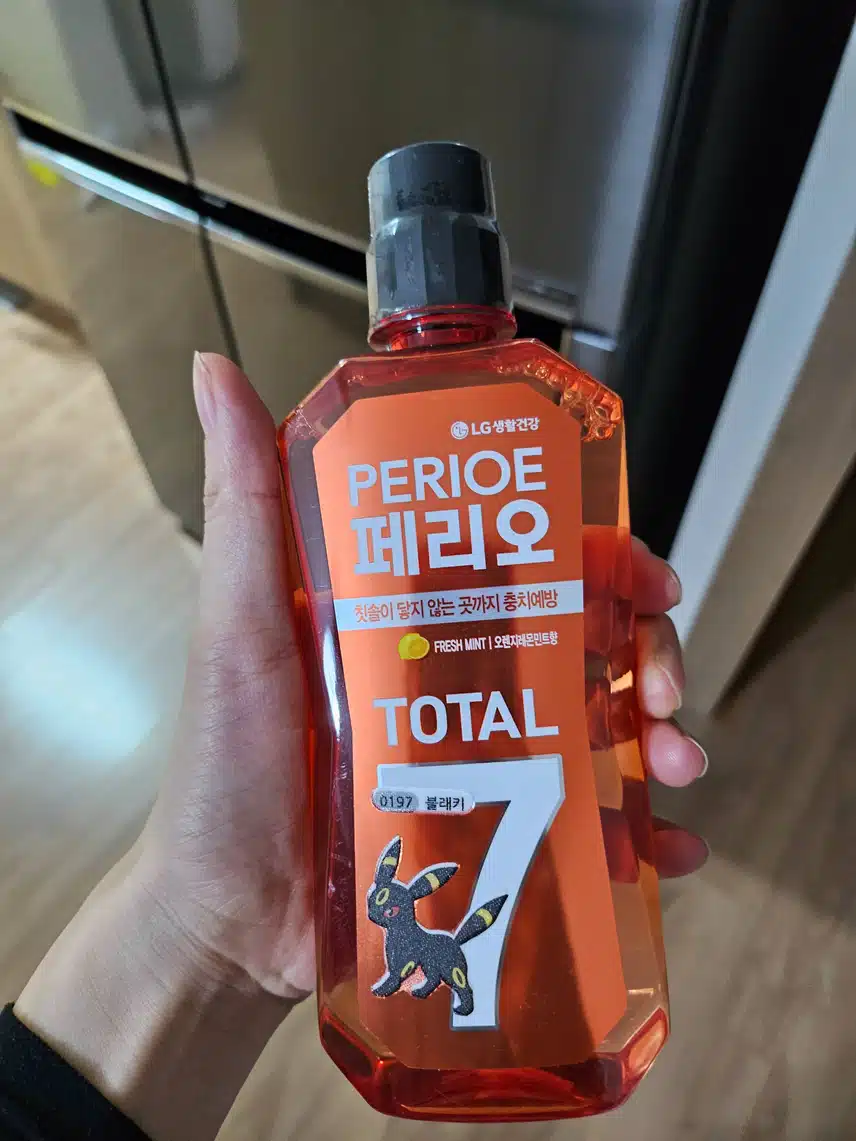 LG생활건강
PERIOE
페리오
칫솔이 닿지 않는 곳까지 충치예방
FRESH MINT | 오렌지레몬민트향
TOTAL
7
0197 블래키